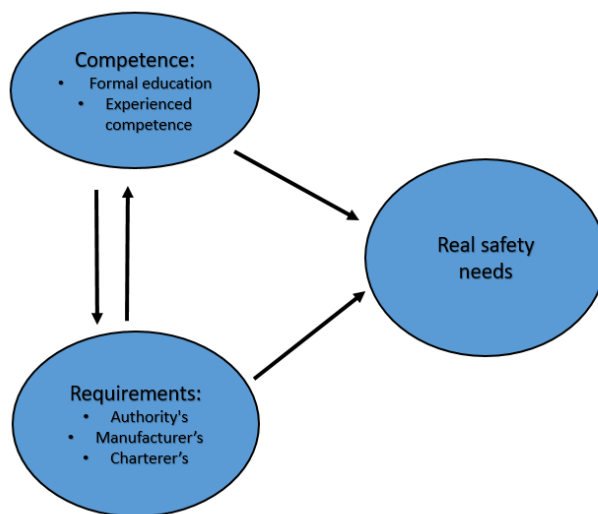 Competence:
• Formal education
• Experienced
competence
Real safety
needs
Requirements:
• Authority's
• Manufacturer’s
• Charterer’s